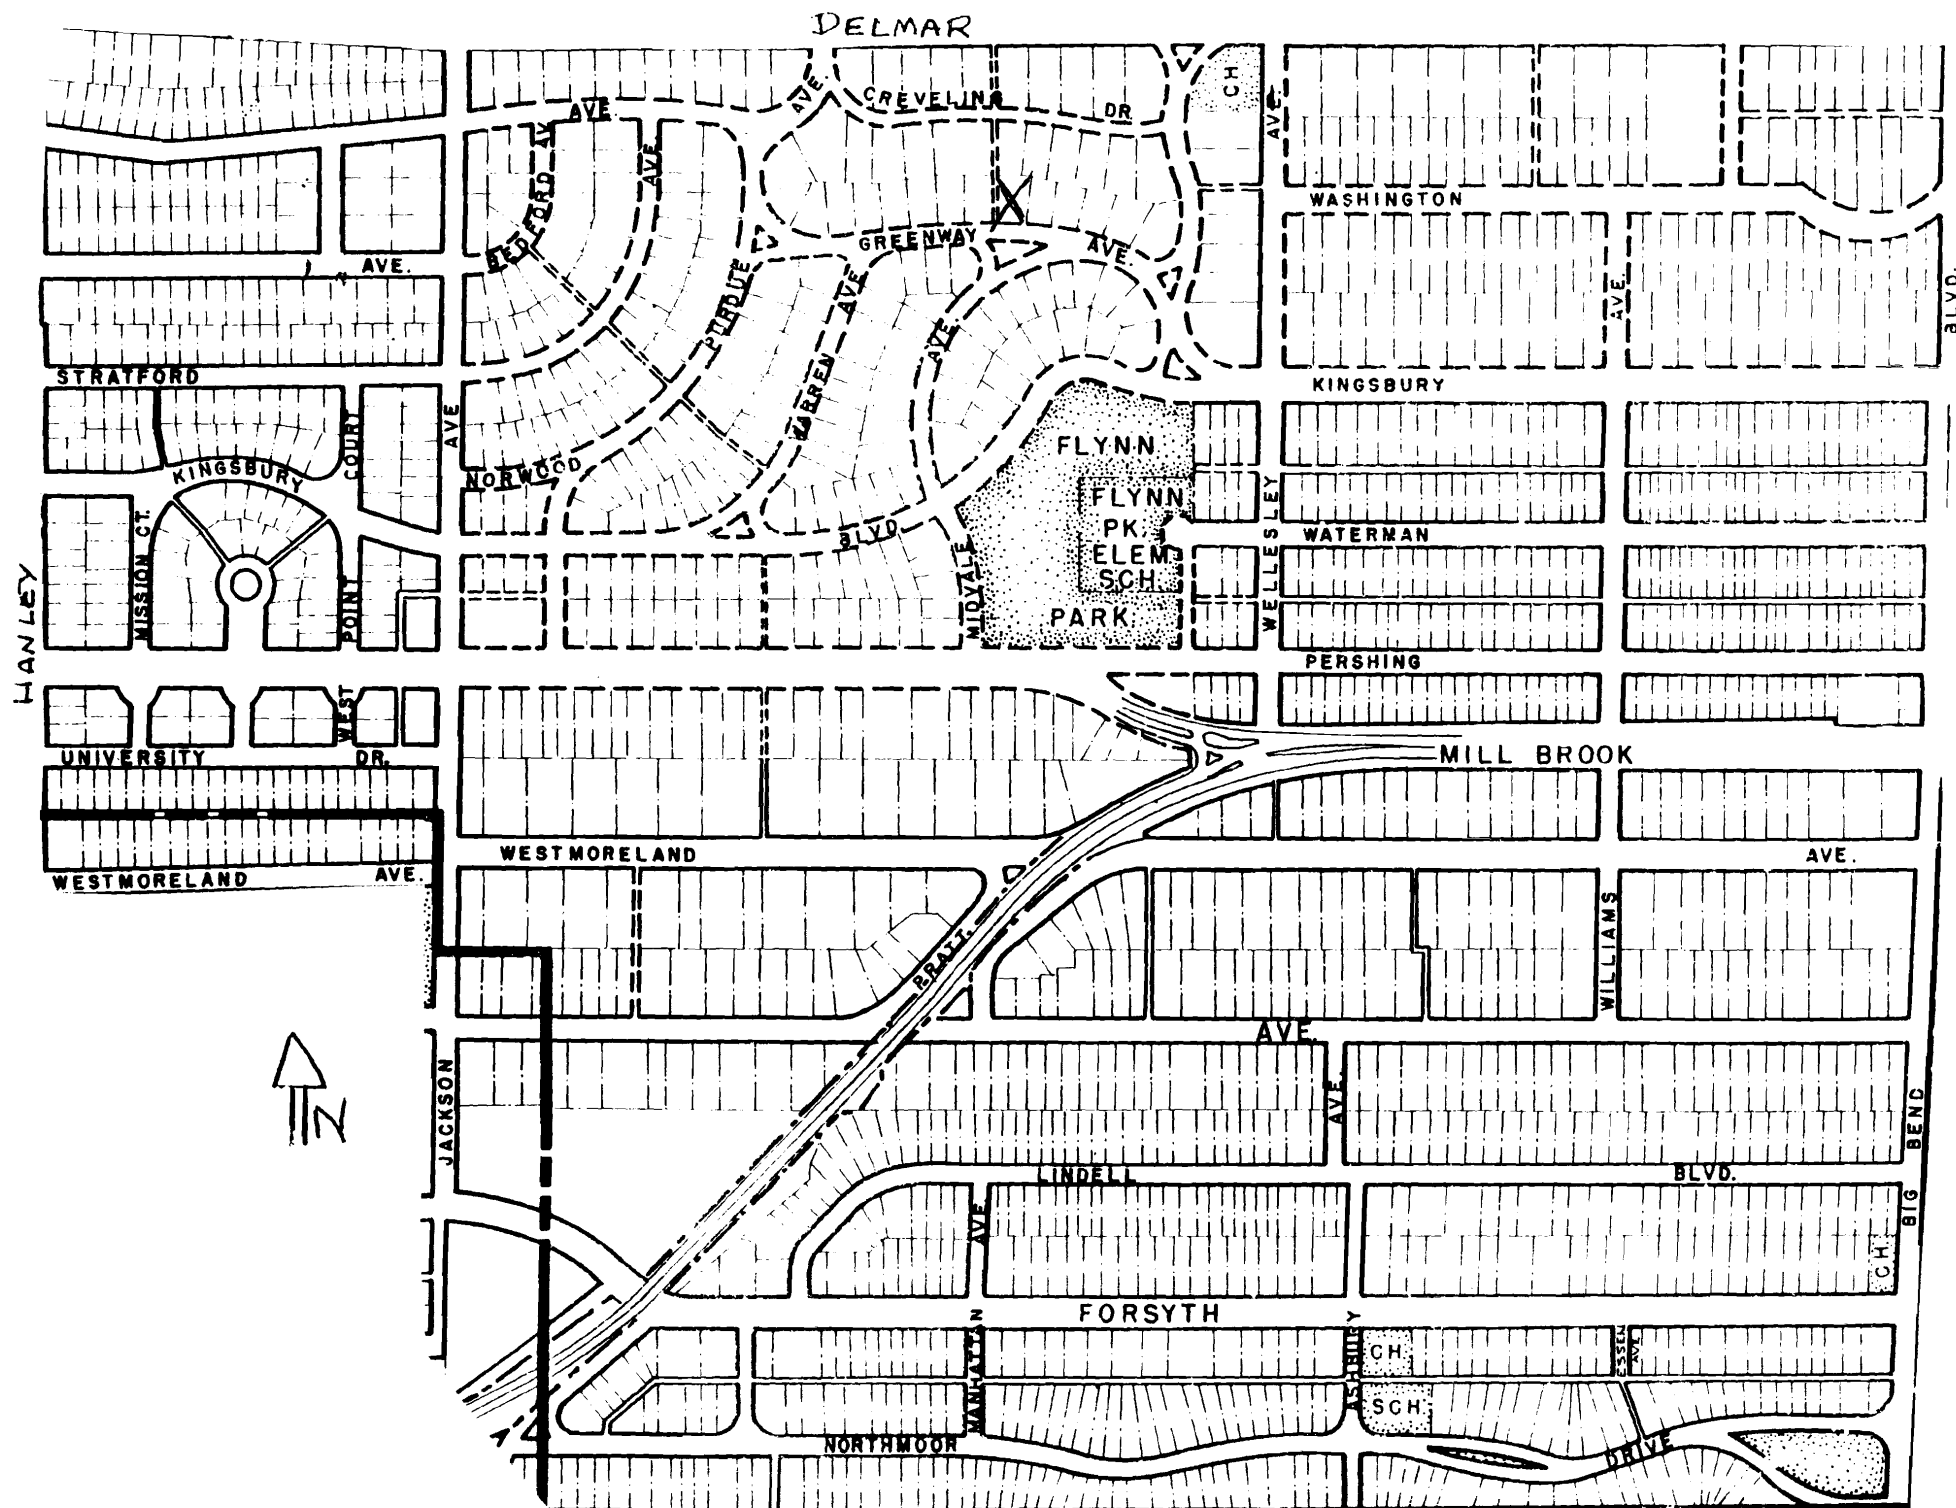 DELMAR
CH
CREVELING
DR.
AVE.
AVE.
AVE.
AVE.
BEDFORD AV.
WASHINGTON
X
GREENWAY
AVE.
AVE.
PURDUE
AVE.
WARREN
AVE.
AVE.
BLVD.
STRATFORD
KINGSBURY
COURT
AVE
FLYNN
KINGSBURY
NORWOOD
FLYNN
PK.
ELEM
SCH.
PARK
WELLESLEY
WATERMAN
BLVD.
MISSION CT.
MIDVALE
HANLEY
POINT
WEST
PERSHING
UNIVERSITY
DR.
MILL BROOK
WESTMORELAND
AVE.
WESTMORELAND
AVE.
PRATT
WILLIAMS
AVE.
N
JACKSON
AVE.
BIG BEND
LINDELL
BLVD.
AVE
CH.
FORSYTH
MANHATTAN
ASHBURY
CH
SCH
AVE
NORTHMOOR
DRIVE